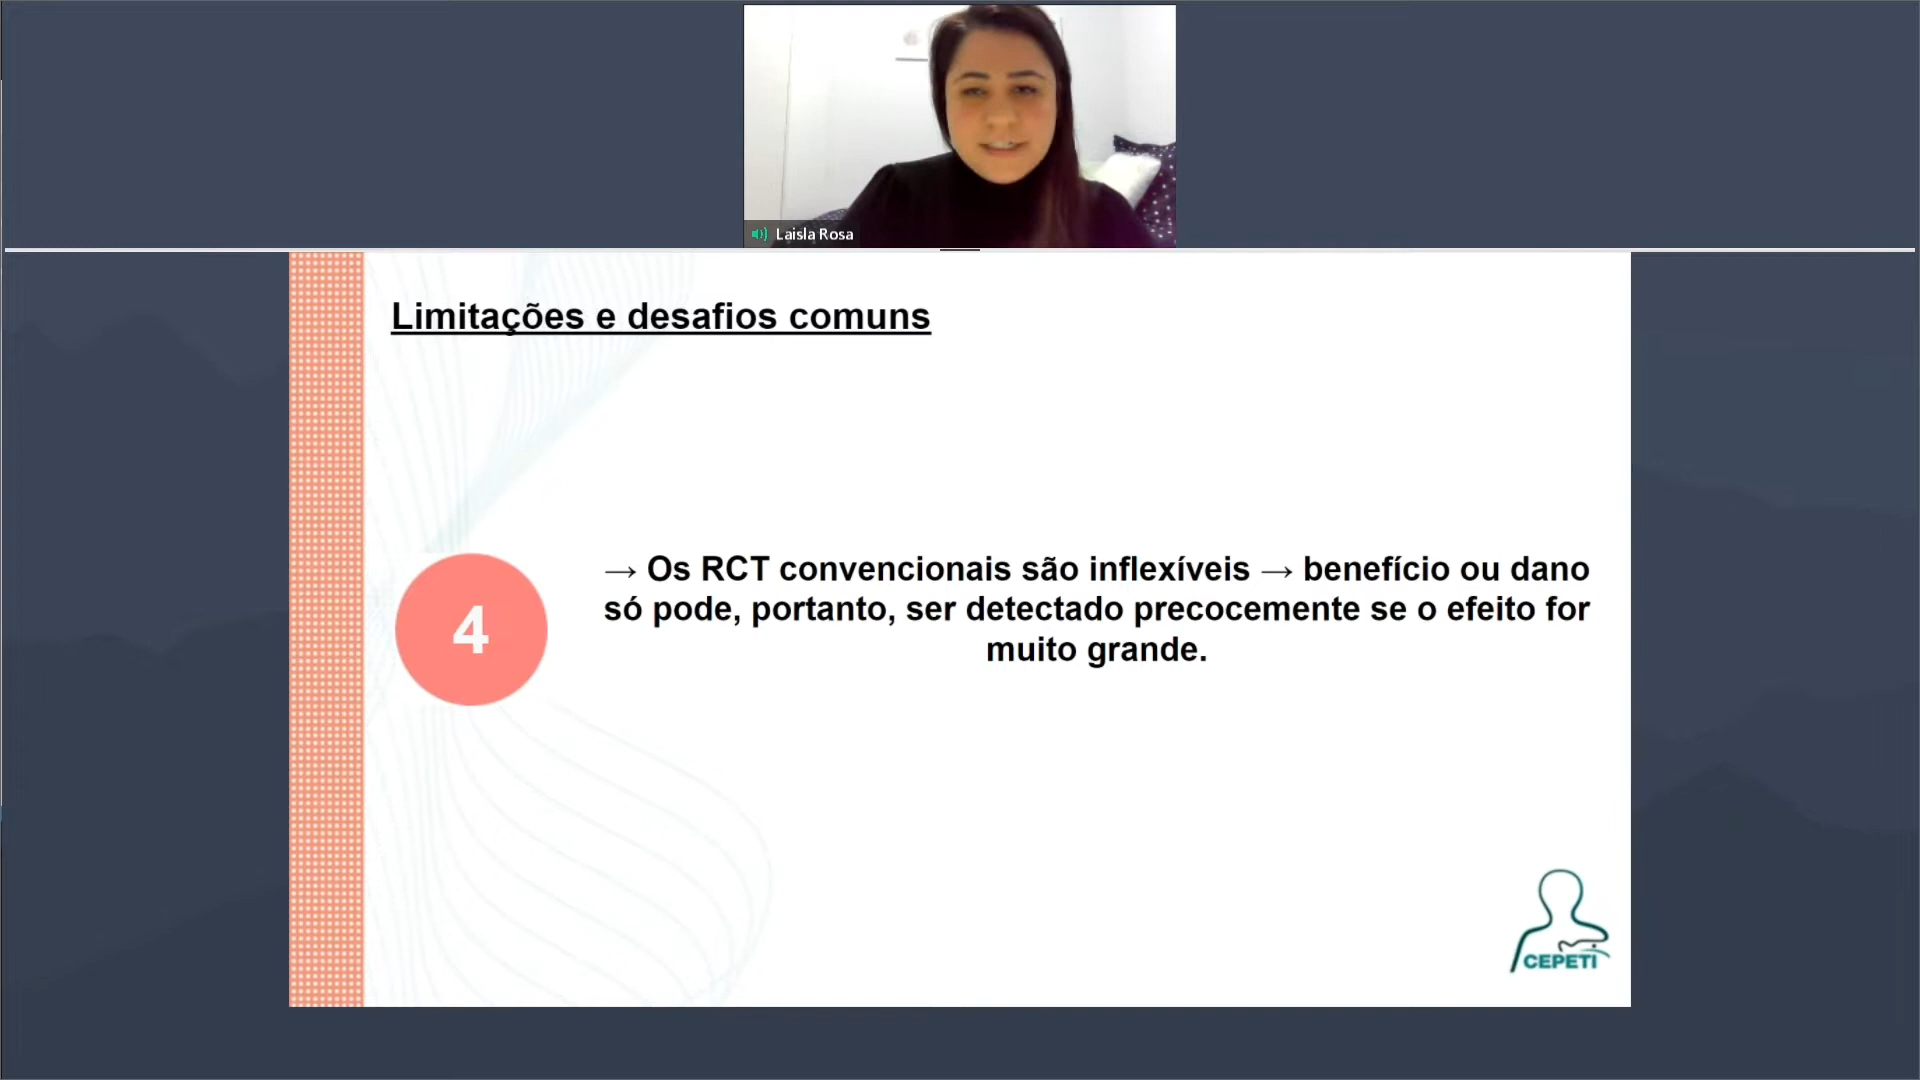 Laisla Rosa
Limitações e desafios comuns
4
→ Os RCT convencionais são inflexíveis → benefício ou dano
só pode, portanto, ser detectado precocemente se o efeito for
muito grande.
CEPETI